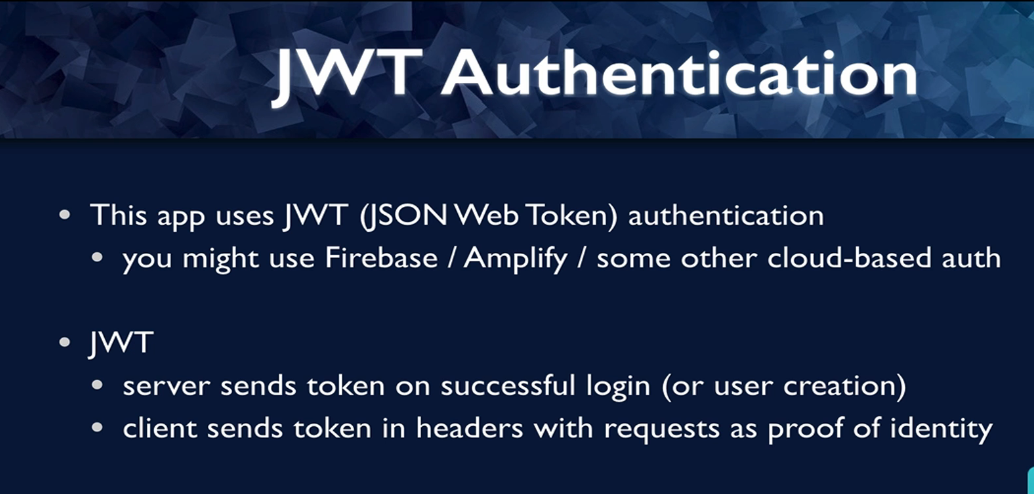 JWT Authentication
• This app uses JWT (JSON Web Token) authentication
• you might use Firebase / Amplify / some other cloud-based auth
• JWT
• server sends token on successful login (or user creation)
• client sends token in headers with requests as proof of identity